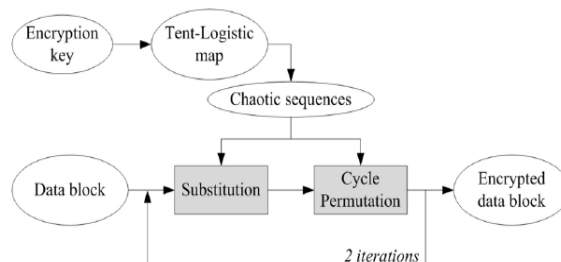 Encryption
key
Tent-Logistic
map
Chaotic sequences
Data block
Substitution
Cycle
Permutation
Encrypted
data block
2 iterations